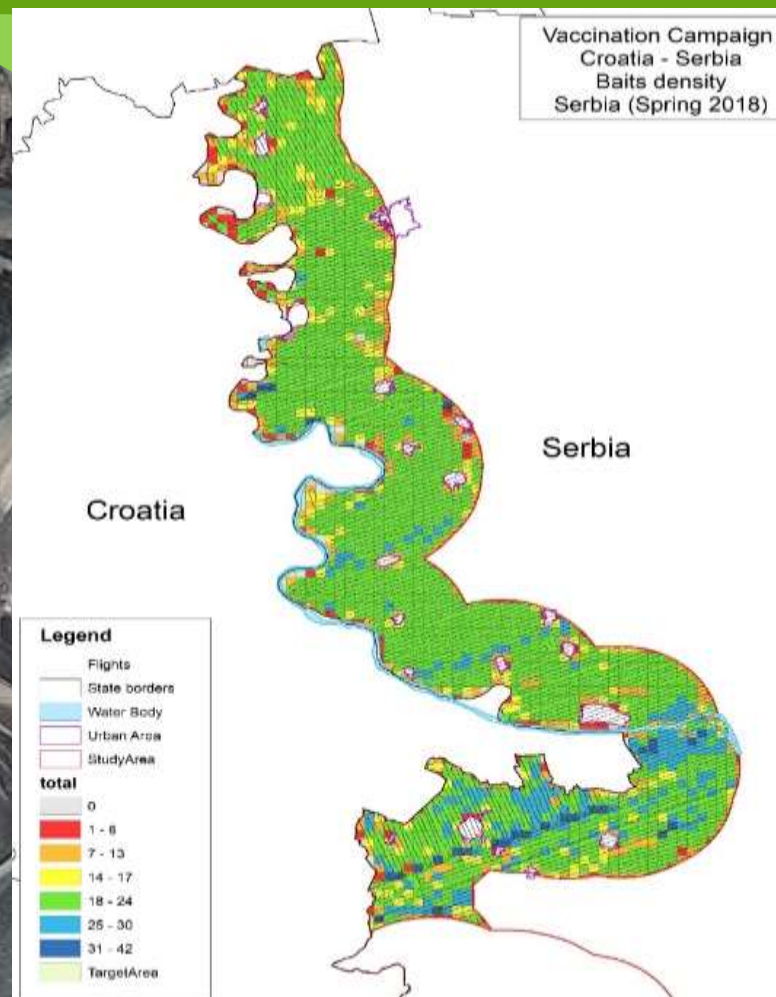 Vaccination Campaign
Croatia - Serbia
Baits density
Serbia (Spring 2018)
Serbia
Croatia
Legend
Flights
State borders
Water Body
Urban Area
StudyArea
total
0
1 - 6
7 - 13
14 - 17
18 - 24
25 - 30
31 - 42
TargetArea